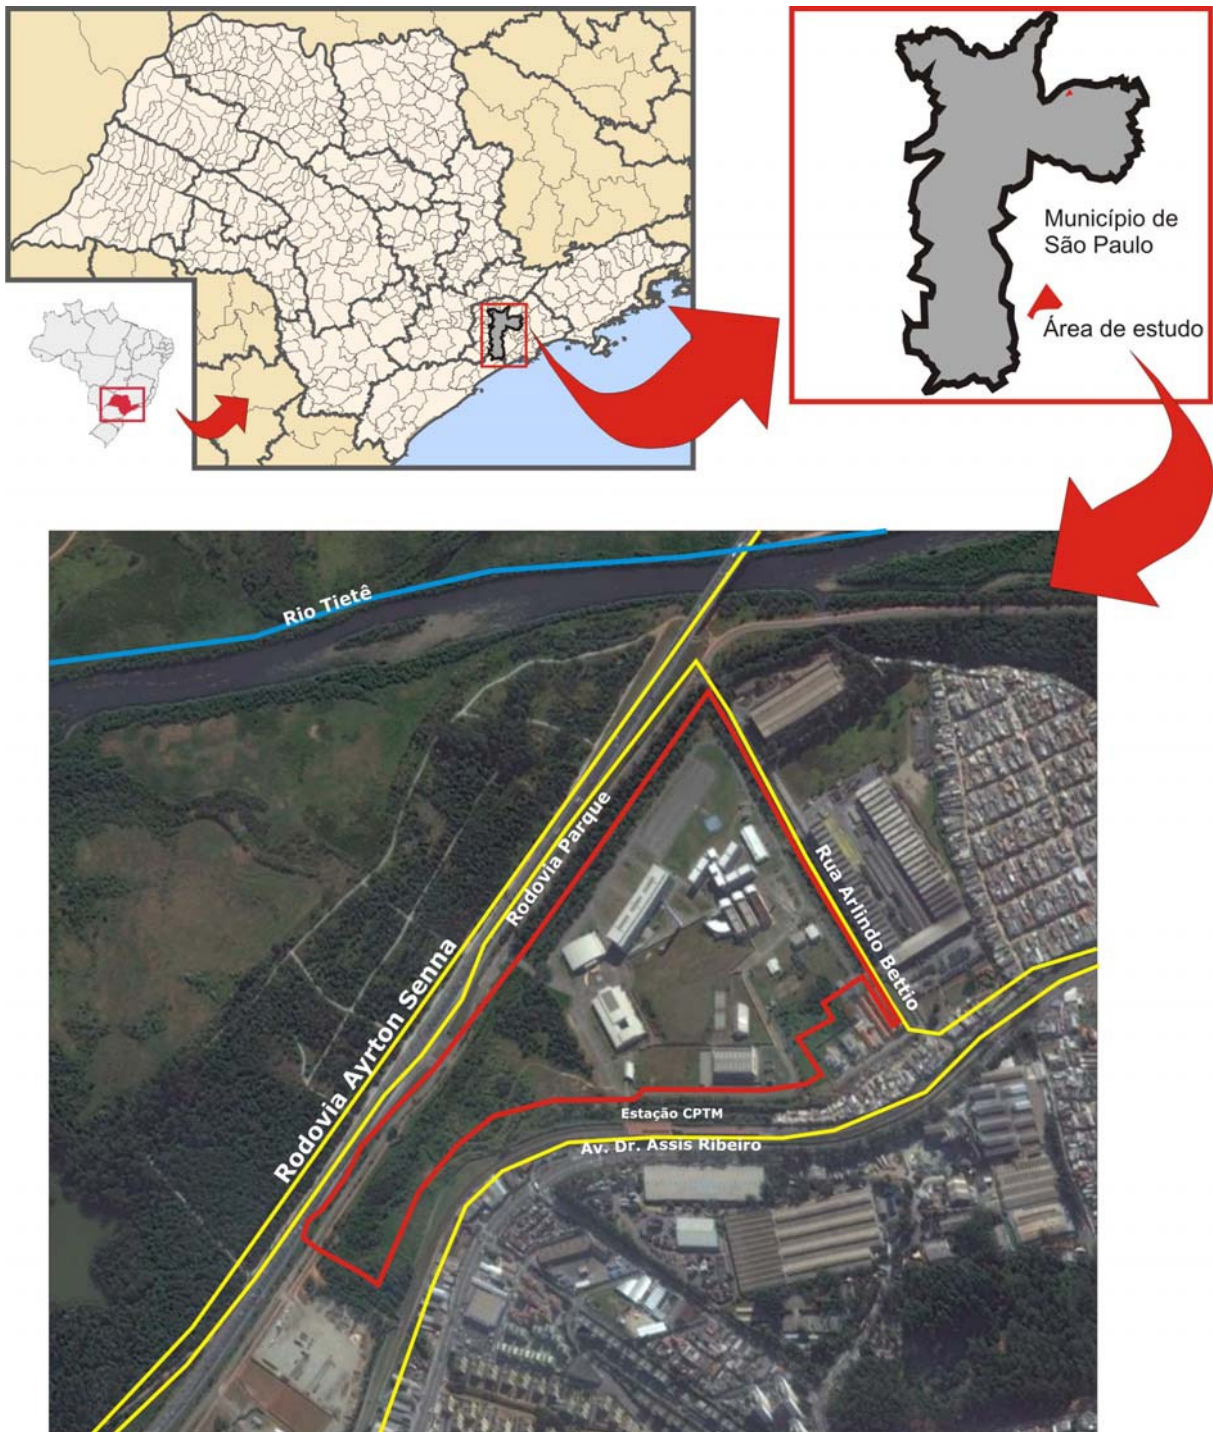 Município de
São Paulo
Área de estudo
Rio Tietê
Rodovia Parque
Rua Arlindo Bettio
Rodovia Ayrton Senna
Estação CPTM
Av. Dr. Assis Ribeiro